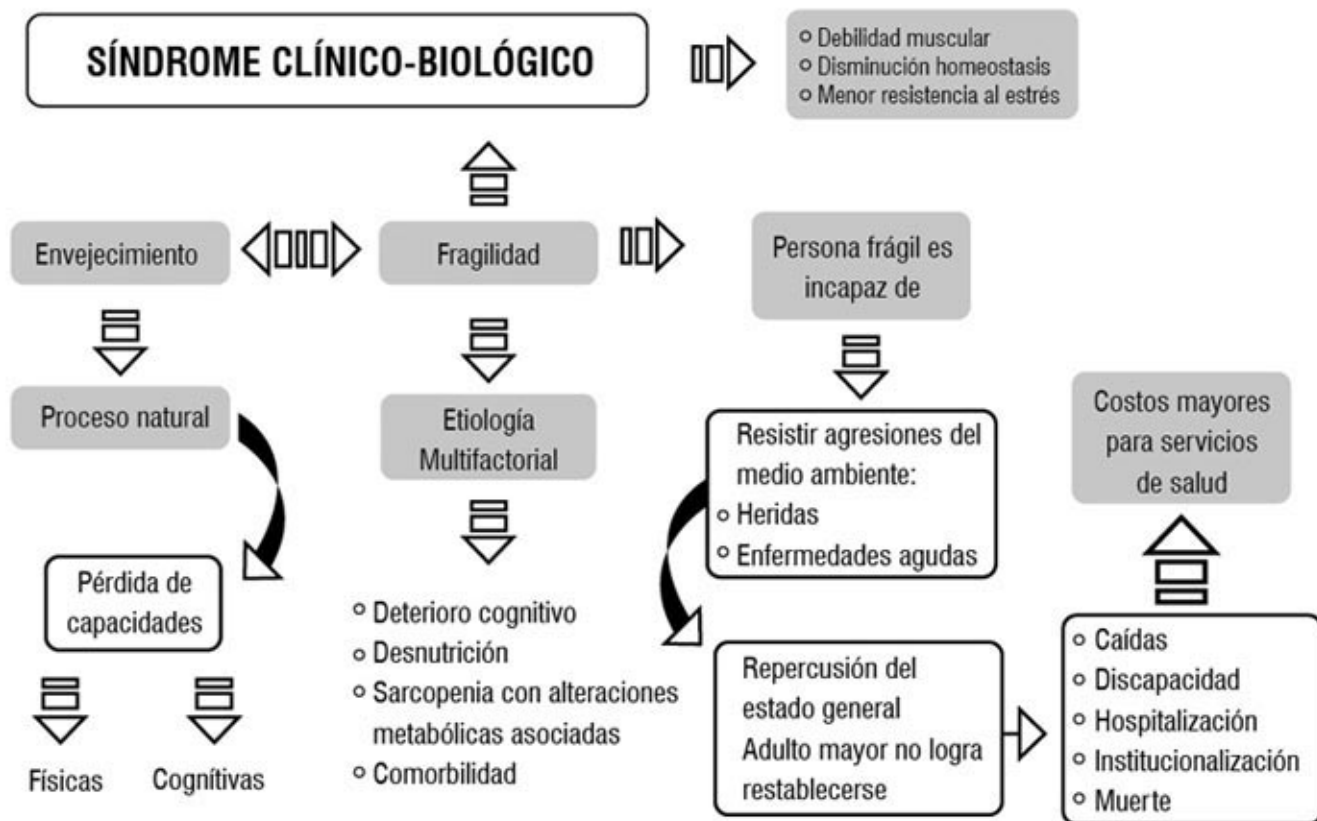 SÍNDROME CLÍNICO-BIOLÓGICO
Debilidad muscular
Disminución homeostasis
Menor resistencia al estrés
Envejecimiento
Fragilidad
Persona frágil es
incapaz de
Proceso natural
Etiología
Multifactorial
Resistir agresiones del
medio ambiente:
Heridas
Enfermedades agudas
Costos mayores
para servicios
de salud
Pérdida de
capacidades
Físicas
Cognítivas
Deterioro cognitivo
Desnutrición
Sarcopenia con alteraciones
metabólicas asociadas
Comorbilidad
Repercusión del
estado general
Adulto mayor no logra
restablecerse
Caídas
Discapacidad
Hospitalización
Institucionalización
Muerte